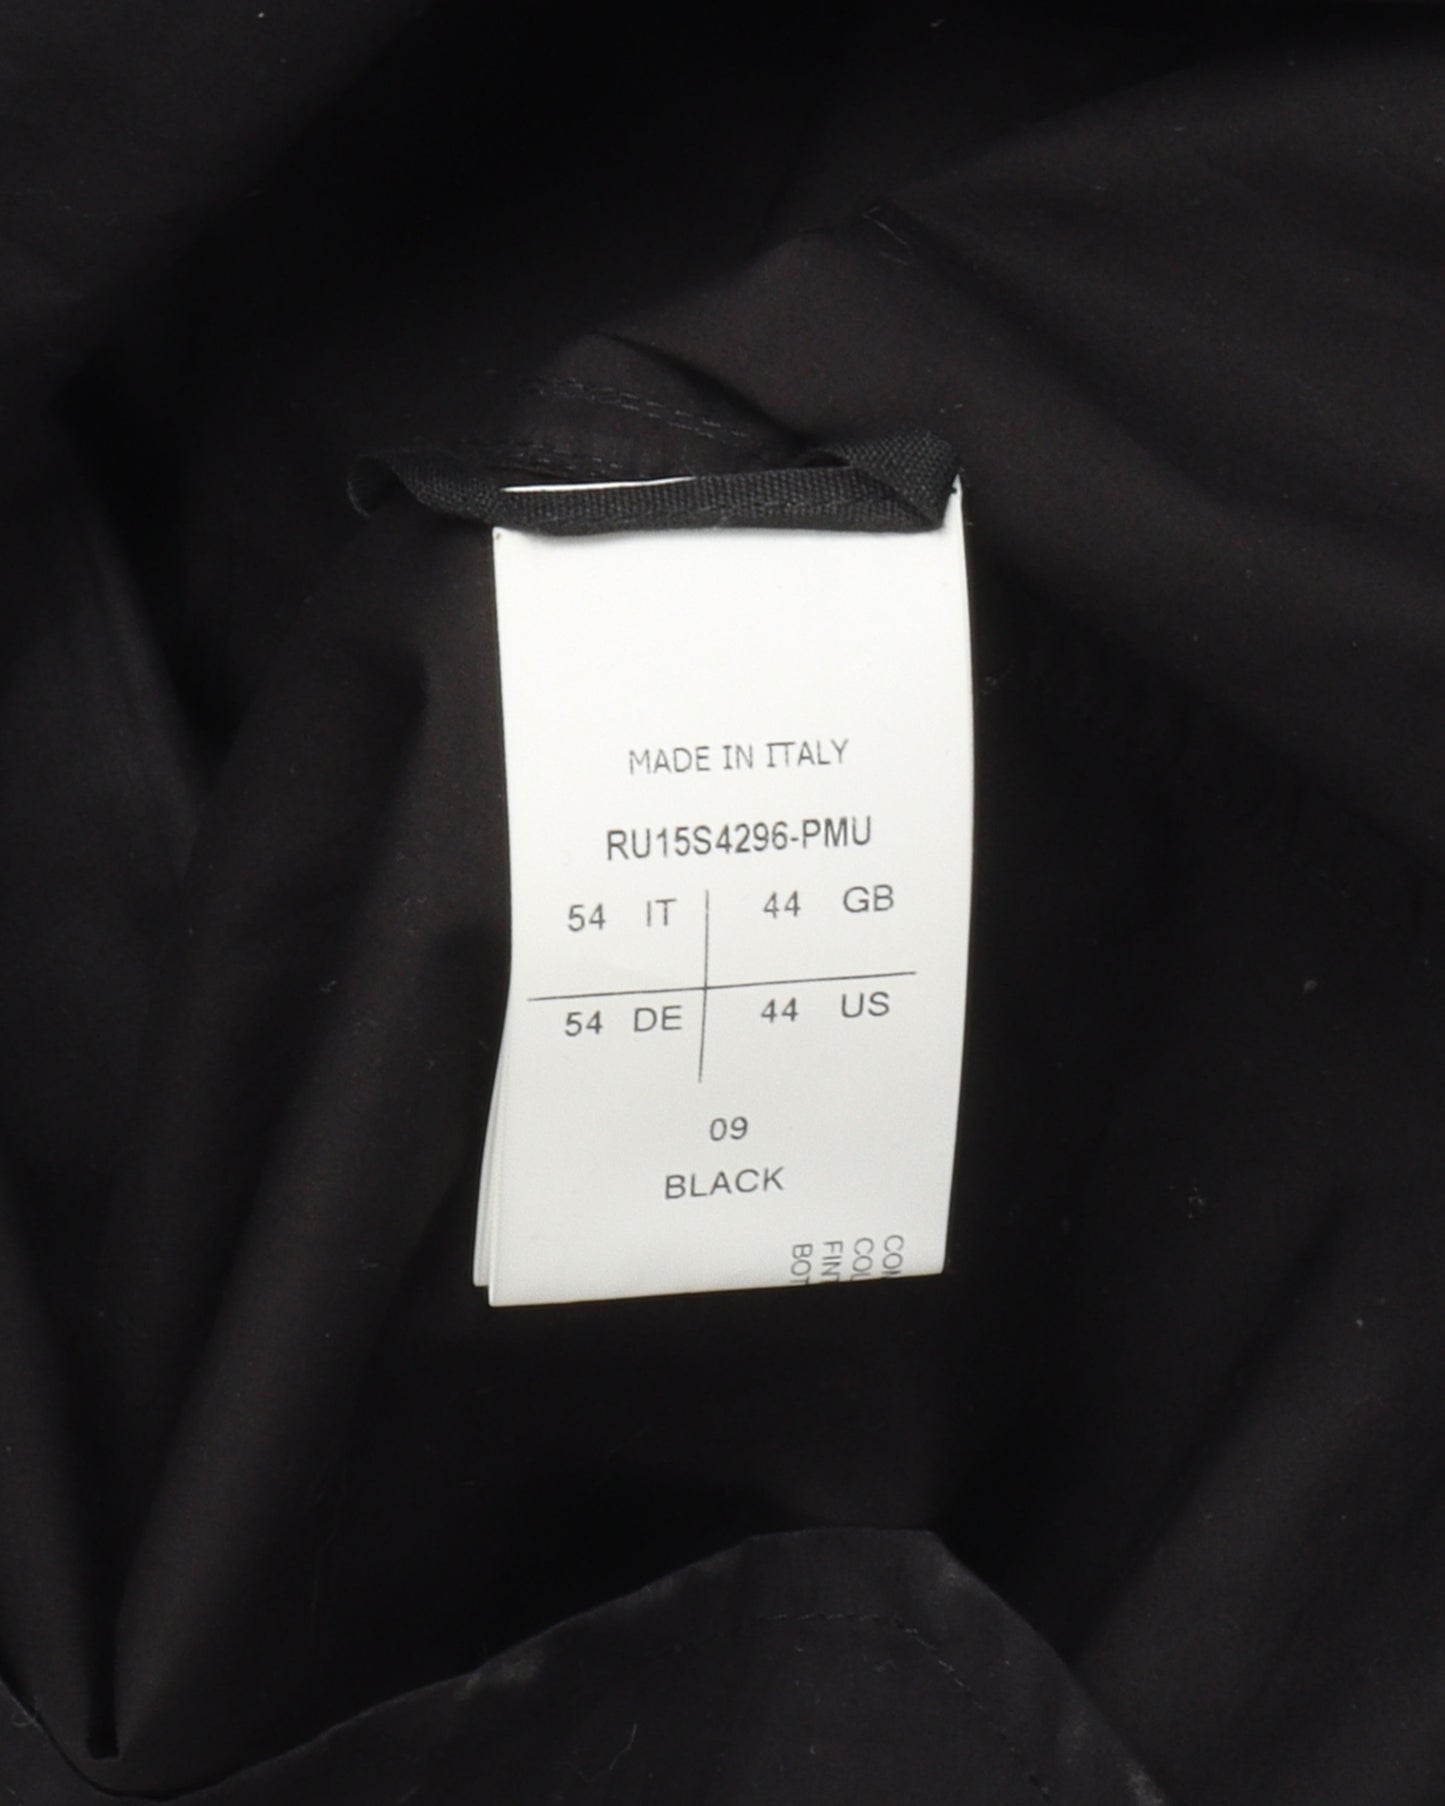 MADE IN ITALY
RU15S4296-PMU
54 IT 44 GB
54 DE 44 US
09
BLACK